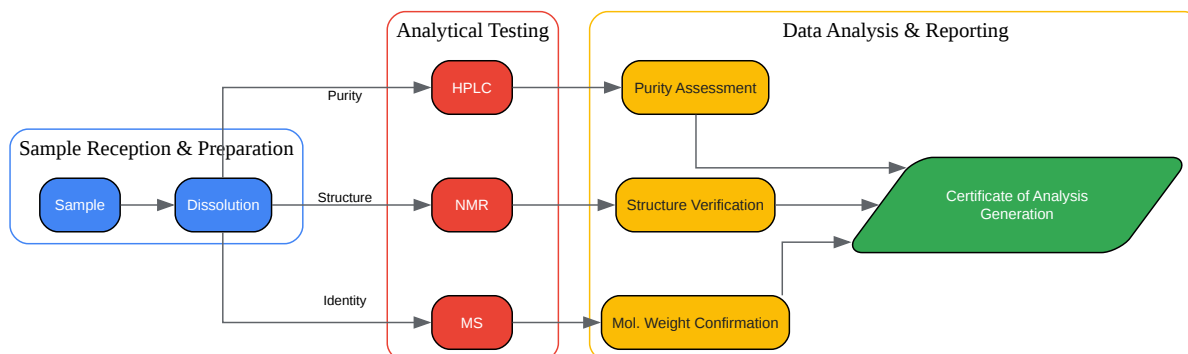 Analytical Testing
Data Analysis & Reporting
HPLC
Purity Assessment
Purity
Sample Reception & Preparation
Sample
Dissolution
Structure
NMR
Structure Verification
Certificate of Analysis
Generation
Identity
MS
Mol. Weight Confirmation